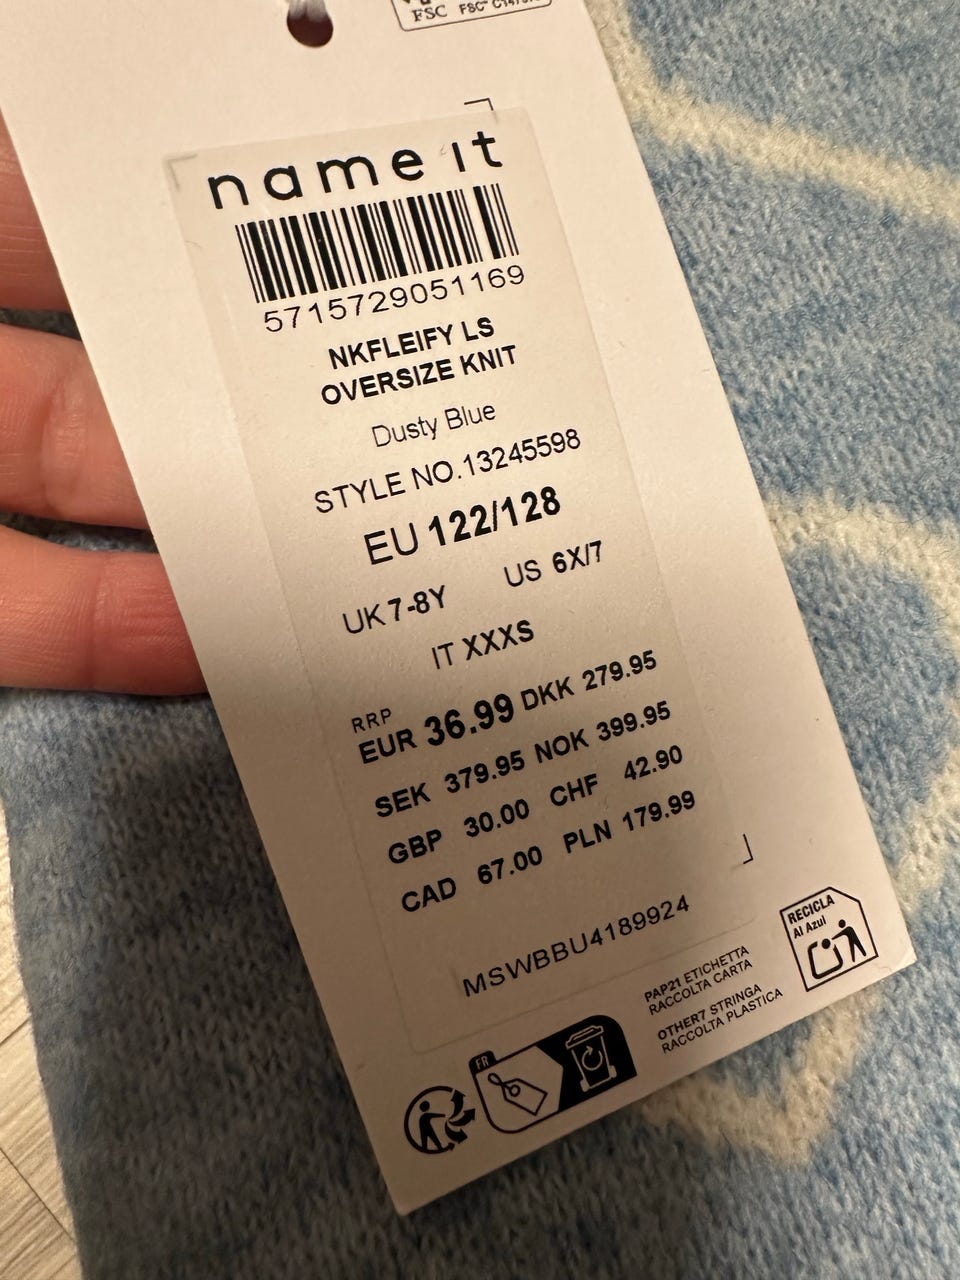 FSC
name it
5715729051169
NKFLEIFY LS
OVERSIZE KNIT
Dusty Blue
STYLE NO.13245598
EU 122/128
UK 7-8Y US 6X/7
IT XXXS
RRP
EUR 36.99 DKK 279.95
SEK 379.95 NOK 399.95
GBP 30.00 CHF 42.90
CAD 67.00 PLN 179.99
MSWBBU4189924
RECICLA
Al Azul
PAP21 ETICHETTA
RACCOLTA CARTA
OTHER7 STRINGA
RACCOLTA PLASTICA
FR